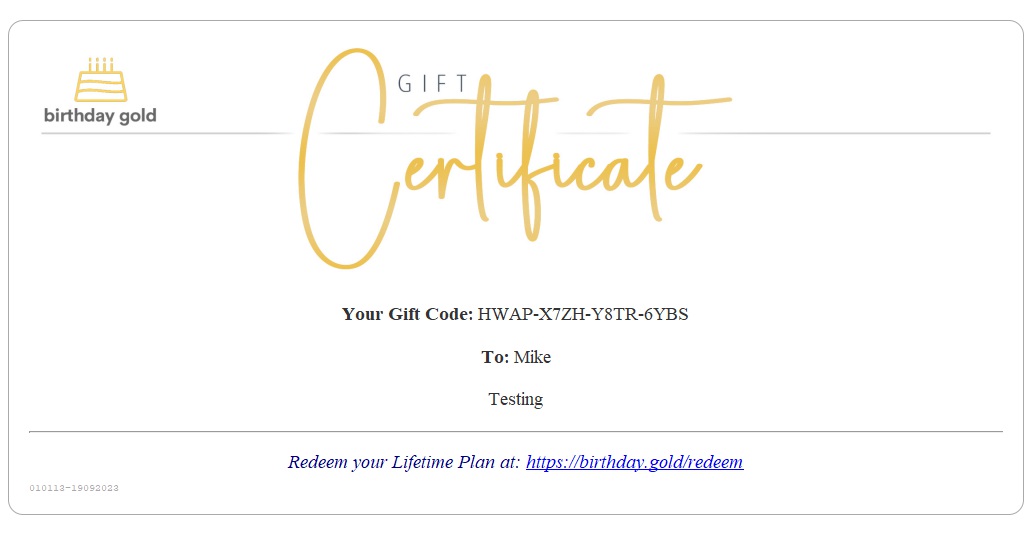 birthday gold
GIFT
Certificate
Your Gift Code: HWAP-X7ZH-Y8TR-6YBS
To: Mike
Testing
Redeem your Lifetime Plan at: https://birthday.gold/redeem
010113-19092023